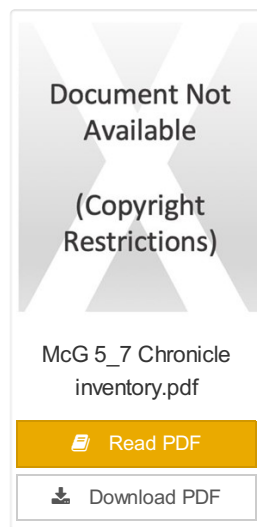 Document Not
Available
(Copyright
Restrictions)
McG 5_7 Chronicle
inventory.pdf
Read PDF
Download PDF